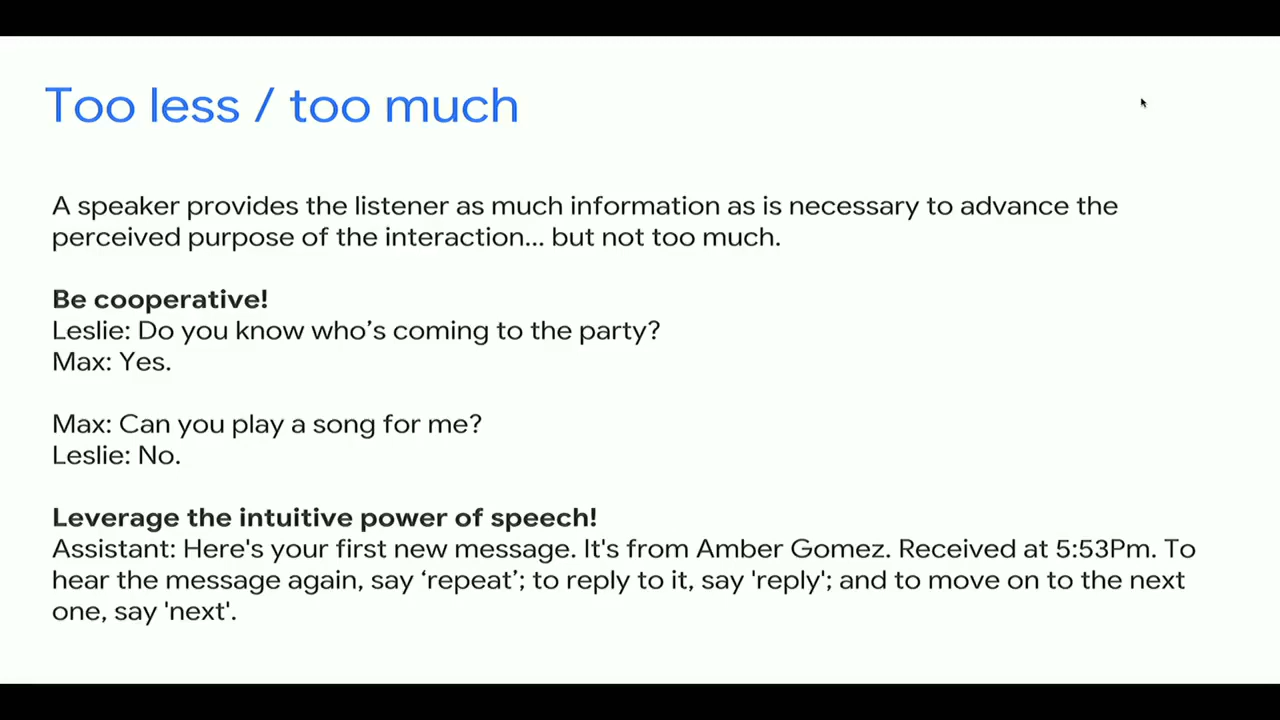 Too less / too much
A speaker provides the listener as much information as is necessary to advance the
perceived purpose of the interaction... but not too much.
Be cooperative!
Leslie: Do you know who’s coming to the party?
Max: Yes.
Max: Can you play a song for me?
Leslie: No.
Leverage the intuitive power of speech!
Assistant: Here's your first new message. It's from Amber Gomez. Received at 5:53Pm. To
hear the message again, say ‘repeat’; to reply to it, say 'reply'; and to move on to the next
one, say 'next'.